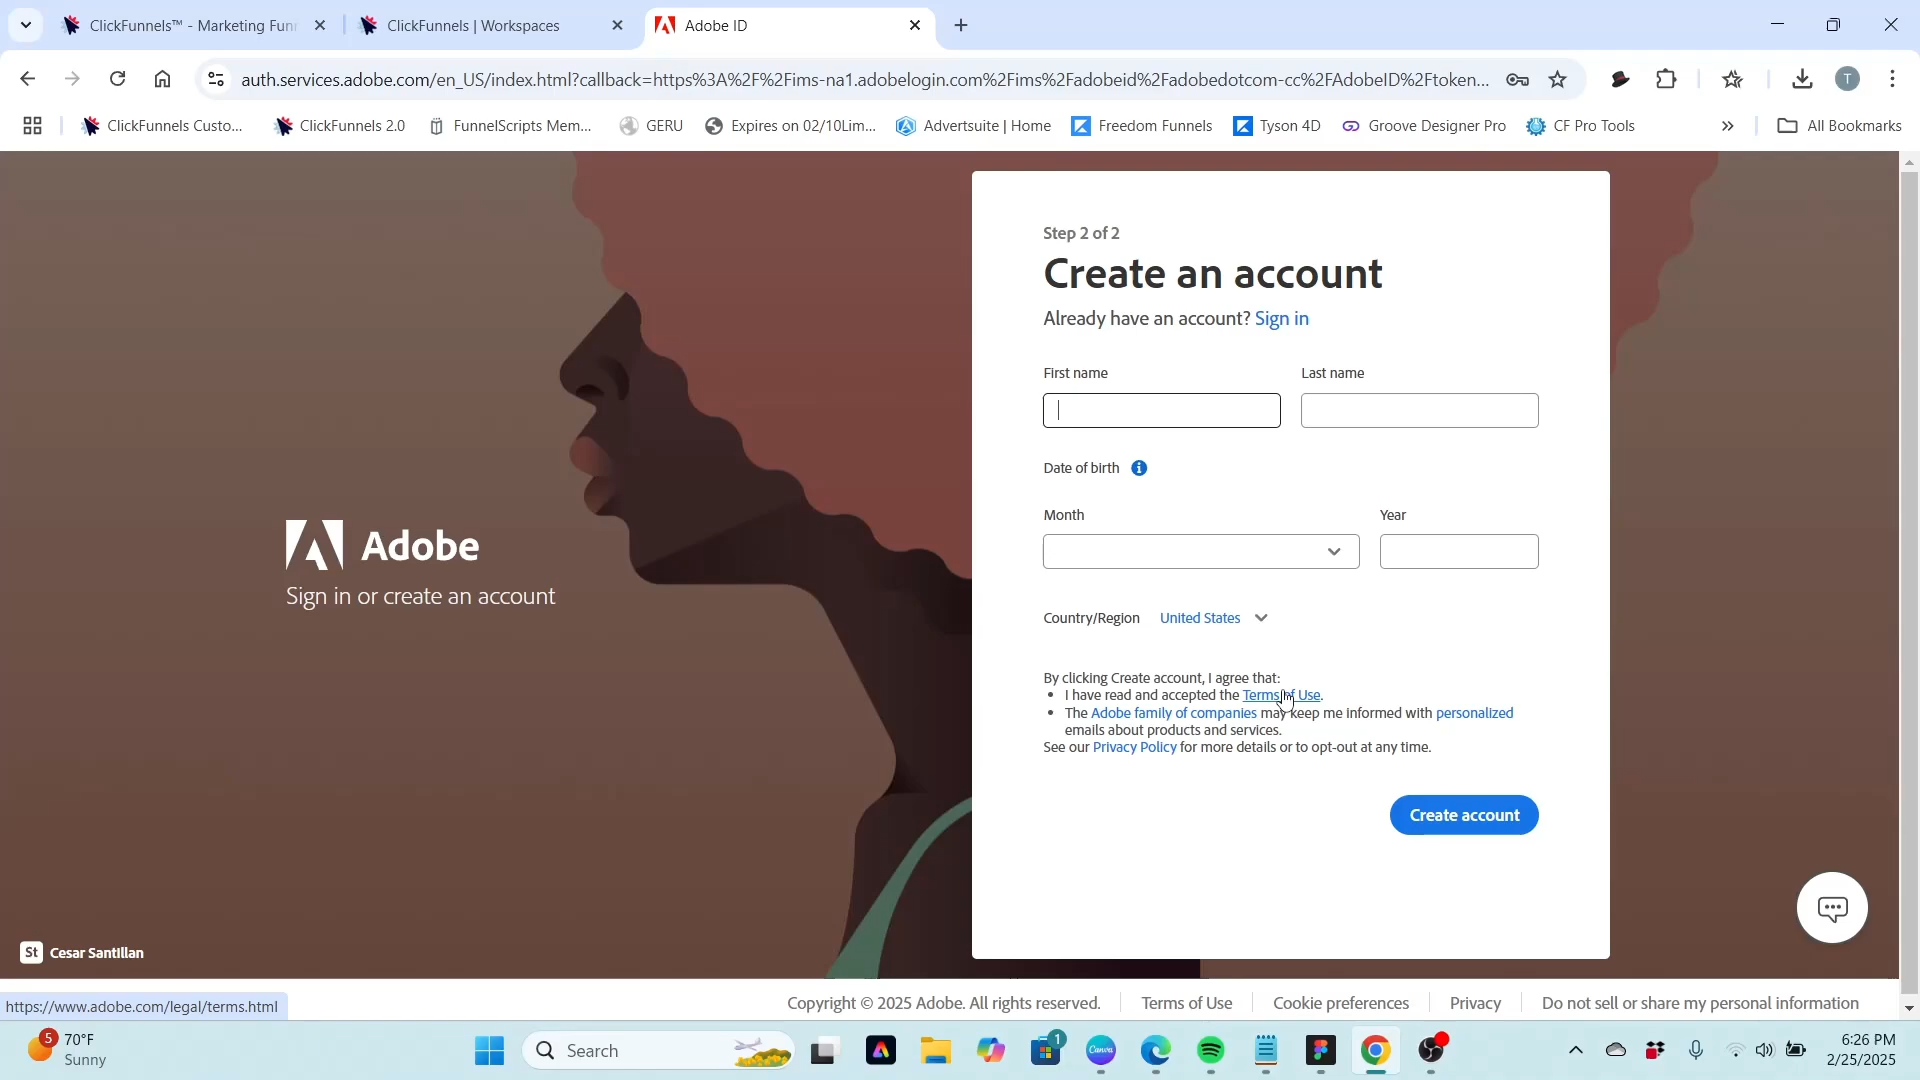 ClickFunnels™ - Marketing Funn
ClickFunnels | Workspaces
Adobe ID
auth.services.adobe.com/en_US/index.html?callback=https%3A%2F%2Fims-na1.adobelogin.com%2Fims%2Fadobeid%2Fadobedotcom-cc%2FAdobeID%2Ftoken...
T
ClickFunnels Custo...
ClickFunnels 2.0
FunnelScripts Mem...
GERU
Expires on 02/10Lim...
Advertsuite | Home
Freedom Funnels
Tyson 4D
Groove Designer Pro
CF Pro Tools
»
All Bookmarks
Step 2 of 2
Create an account
Already have an account? Sign in
First name
Last name
Date of birth
Month
Year
Country/Region United States
By clicking Create account, I agree that:
• I have read and accepted the Terms of Use.
• The Adobe family of companies may keep me informed with personalized
emails about products and services.
See our Privacy Policy for more details or to opt-out at any time.
Create account
Adobe
Sign in or create an account
St Cesar Santillan
https://www.adobe.com/legal/terms.html
Copyright © 2025 Adobe. All rights reserved.
Terms of Use
Cookie preferences
Privacy
Do not sell or share my personal information
5
70°F
Sunny
Search
1
Canva
6:26 PM
2/25/2025